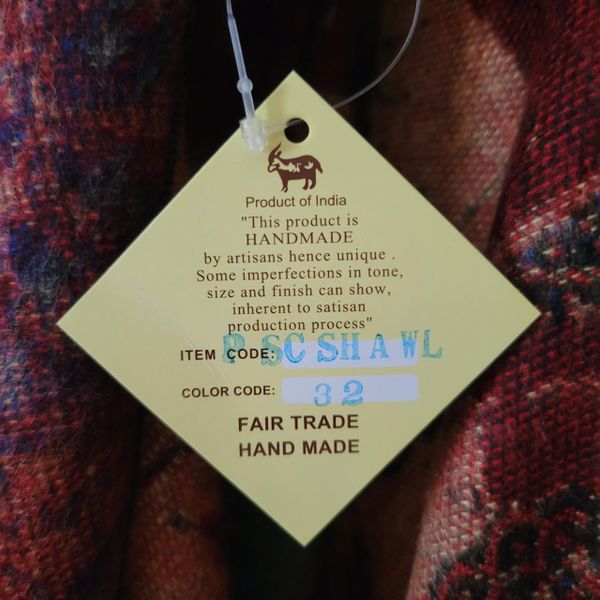 Product of India
"This product is
HANDMADE
by artisans hence unique .
Some imperfections in tone,
size and finish can show,
inherent to satisan
production process"
ITEM CODE: P SC SHAWL
COLOR CODE: 32
FAIR TRADE
HAND MADE